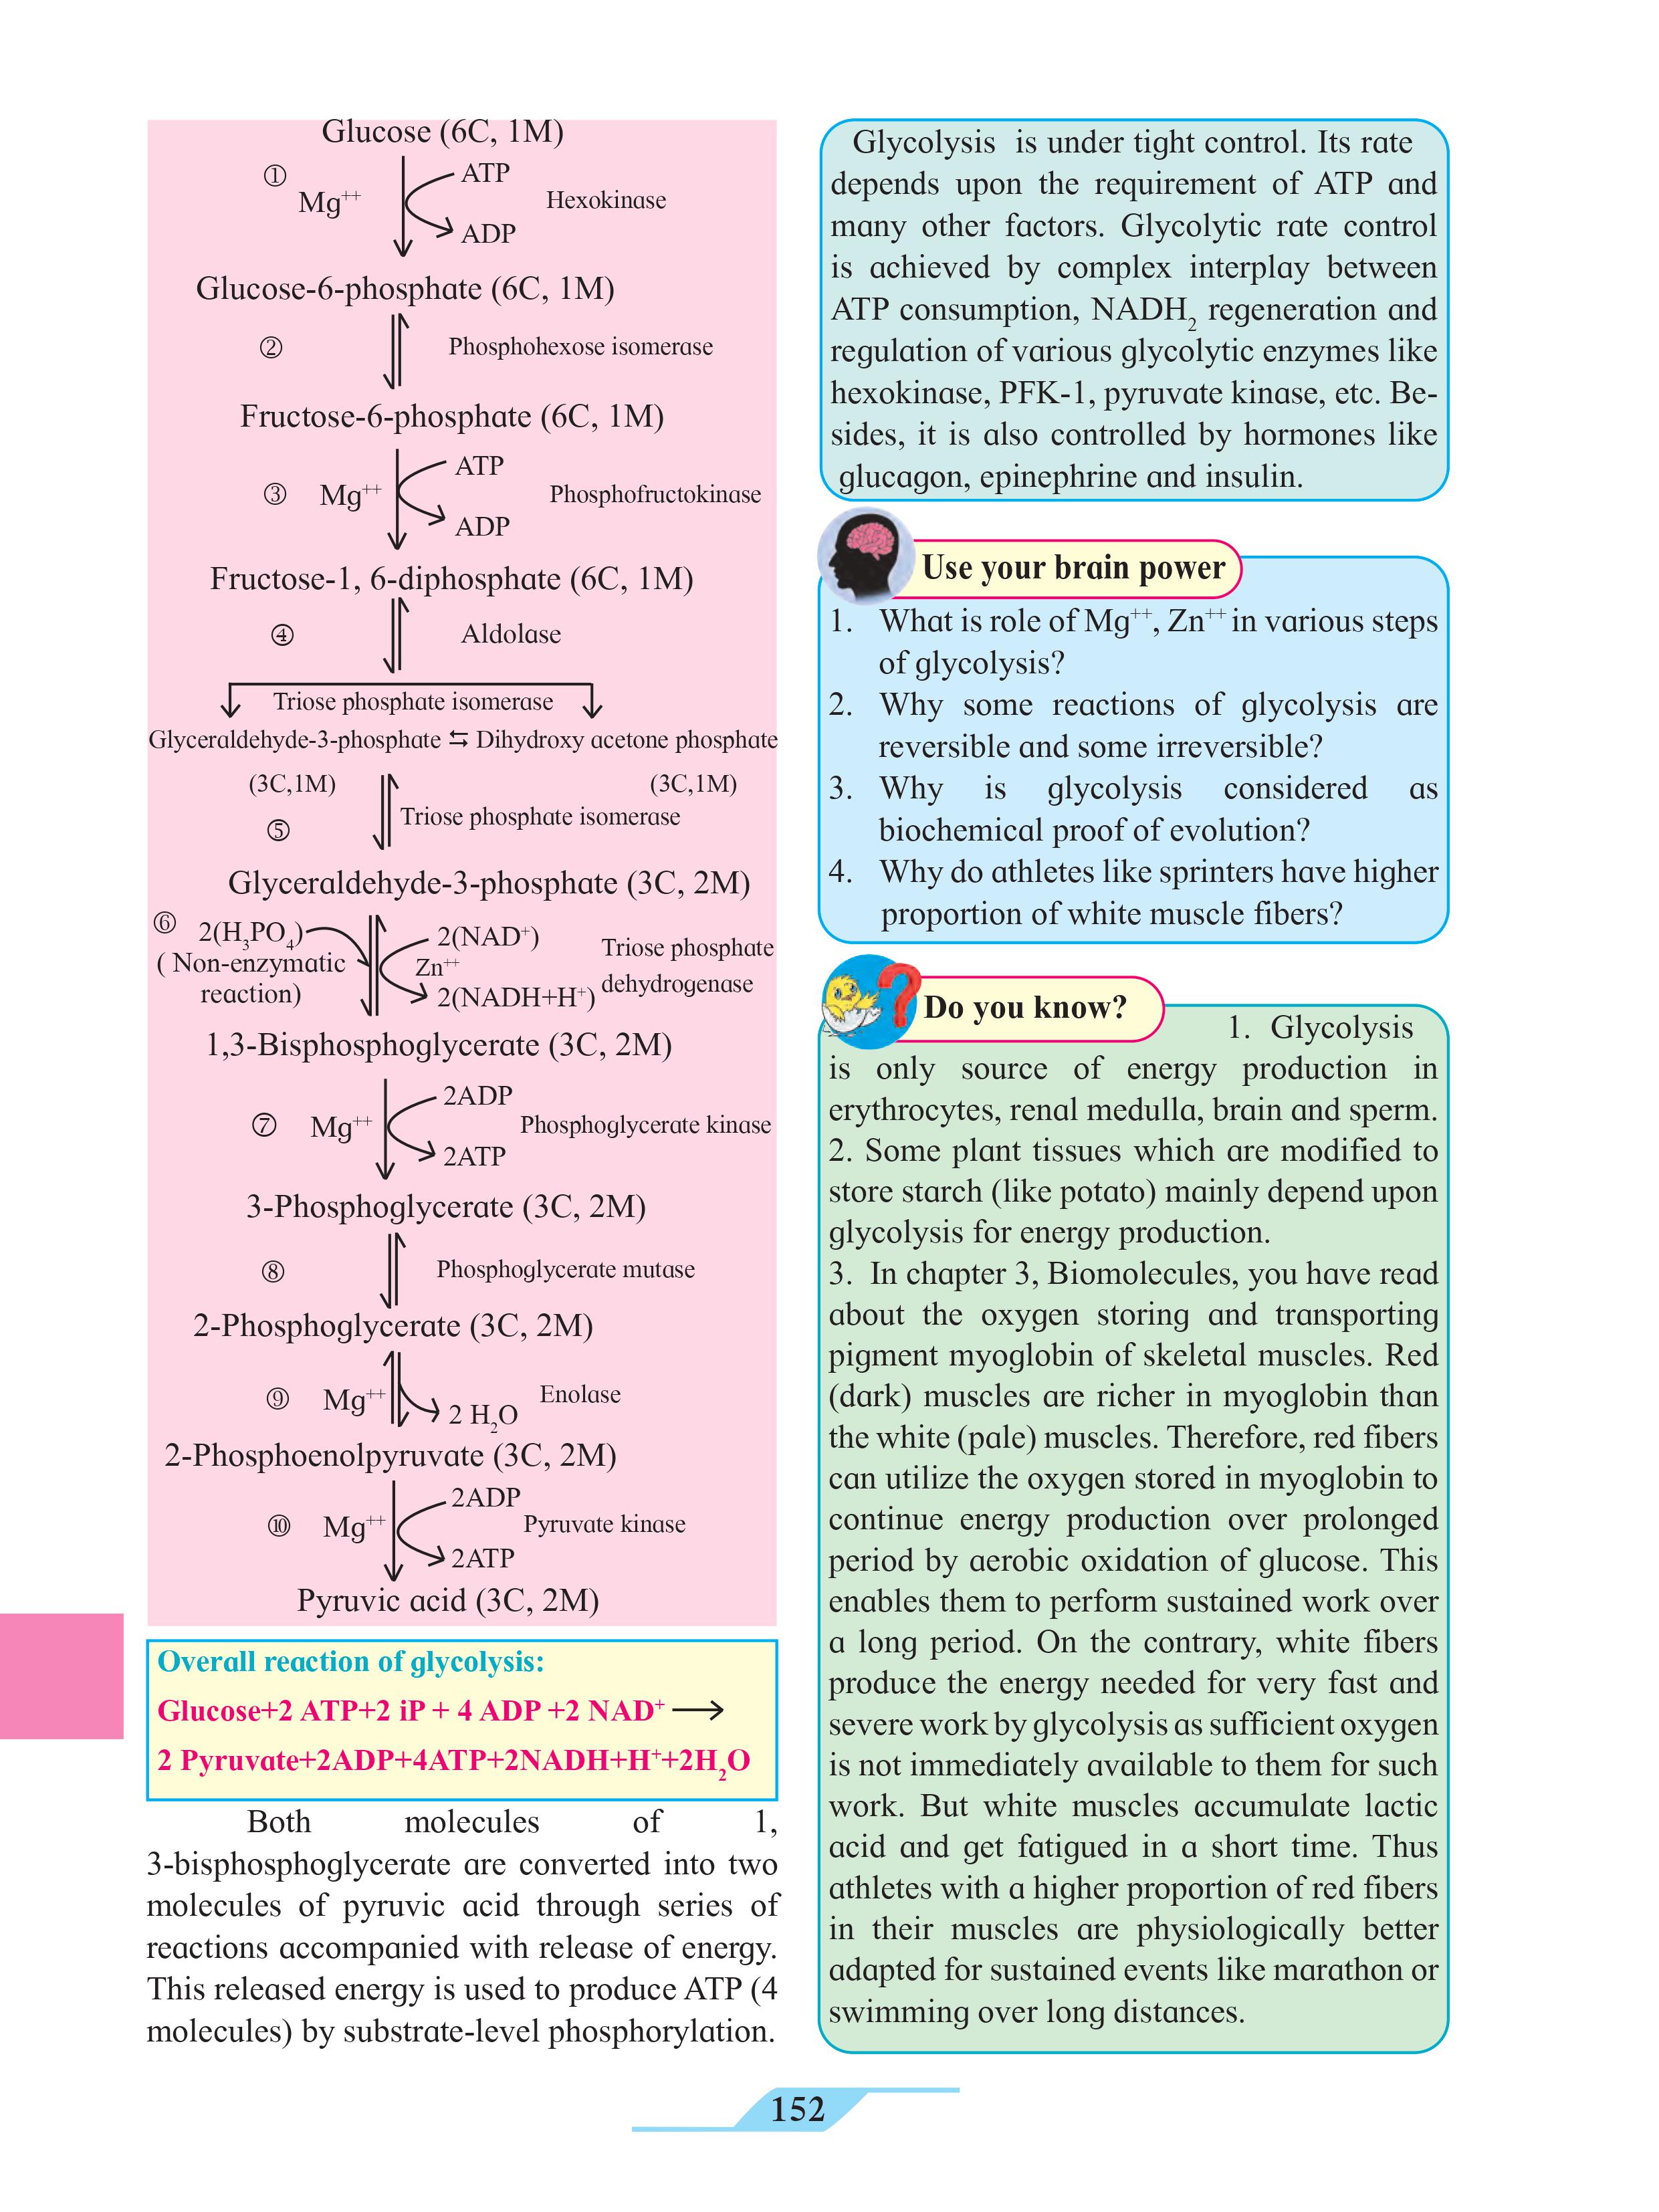 Glucose (6C, 1M)
① ATP
Mg⁺⁺ Hexokinase
ADP
Glucose-6-phosphate (6C, 1M)
② Phosphohexose isomerase
Fructose-6-phosphate (6C, 1M)
ATP
③ Mg⁺⁺ Phosphofructokinase
ADP
Fructose-1, 6-diphosphate (6C, 1M)
④ Aldolase
Triose phosphate isomerase
Glyceraldehyde-3-phosphate ⇆ Dihydroxy acetone phosphate
(3C,1M) (3C,1M)
⑤ Triose phosphate isomerase
Glyceraldehyde-3-phosphate (3C, 2M)
⑥ 2(H₃PO₄) 2(NAD⁺) Triose phosphate
( Non-enzymatic Zn⁺⁺ dehydrogenase
reaction) 2(NADH+H⁺)
1,3-Bisphosphoglycerate (3C, 2M)
2ADP
⑦ Mg⁺⁺ Phosphoglycerate kinase
2ATP
3-Phosphoglycerate (3C, 2M)
⑧ Phosphoglycerate mutase
2-Phosphoglycerate (3C, 2M)
⑨ Mg⁺⁺ Enolase
2 H₂O
2-Phosphoenolpyruvate (3C, 2M)
2ADP
⑩ Mg⁺⁺ Pyruvate kinase
2ATP
Pyruvic acid (3C, 2M)
Overall reaction of glycolysis:
Glucose+2 ATP+2 iP + 4 ADP +2 NAD⁺ ⟶
2 Pyruvate+2ADP+4ATP+2NADH+H⁺+2H₂O
Both molecules of 1,
3-bisphosphoglycerate are converted into two
molecules of pyruvic acid through series of
reactions accompanied with release of energy.
This released energy is used to produce ATP (4
molecules) by substrate-level phosphorylation.
Glycolysis is under tight control. Its rate
depends upon the requirement of ATP and
many other factors. Glycolytic rate control
is achieved by complex interplay between
ATP consumption, NADH₂ regeneration and
regulation of various glycolytic enzymes like
hexokinase, PFK-1, pyruvate kinase, etc. Be-
sides, it is also controlled by hormones like
glucagon, epinephrine and insulin.
Use your brain power
1. What is role of Mg⁺⁺, Zn⁺⁺ in various steps
of glycolysis?
2. Why some reactions of glycolysis are
reversible and some irreversible?
3. Why is glycolysis considered as
biochemical proof of evolution?
4. Why do athletes like sprinters have higher
proportion of white muscle fibers?
Do you know?
1. Glycolysis
is only source of energy production in
erythrocytes, renal medulla, brain and sperm.
2. Some plant tissues which are modified to
store starch (like potato) mainly depend upon
glycolysis for energy production.
3. In chapter 3, Biomolecules, you have read
about the oxygen storing and transporting
pigment myoglobin of skeletal muscles. Red
(dark) muscles are richer in myoglobin than
the white (pale) muscles. Therefore, red fibers
can utilize the oxygen stored in myoglobin to
continue energy production over prolonged
period by aerobic oxidation of glucose. This
enables them to perform sustained work over
a long period. On the contrary, white fibers
produce the energy needed for very fast and
severe work by glycolysis as sufficient oxygen
is not immediately available to them for such
work. But white muscles accumulate lactic
acid and get fatigued in a short time. Thus
athletes with a higher proportion of red fibers
in their muscles are physiologically better
adapted for sustained events like marathon or
swimming over long distances.
152